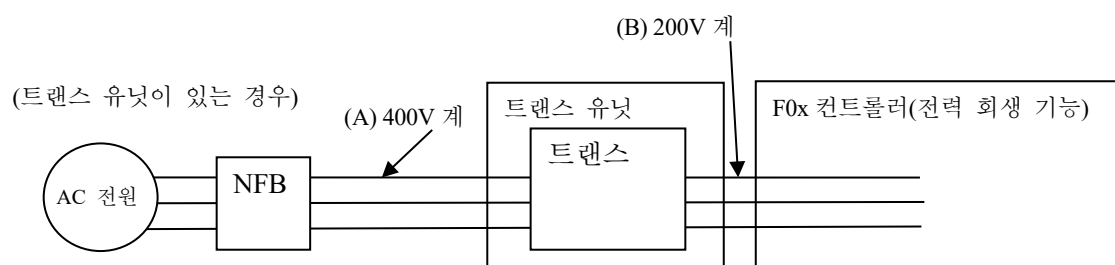 (B) 200V 계
(트랜스 유닛이 있는 경우)
(A) 400V 계
트랜스 유닛
F0x 컨트롤러(전력 회생 기능)
트랜스
NFB
AC 전원